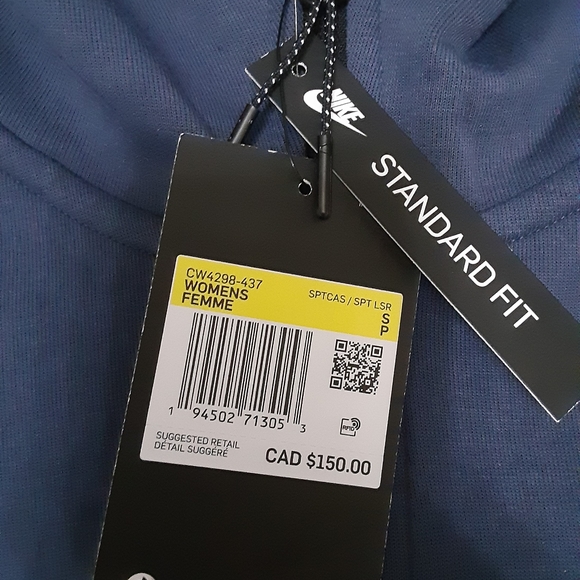 NIKE
STANDARD FIT
CW4298-437
WOMENS
FEMME
SPTCAS / SPT LSR
S
P
1 94502 71305 3
RFID
SUGGESTED RETAIL
DÉTAIL SUGGÉRÉ
CAD $150.00